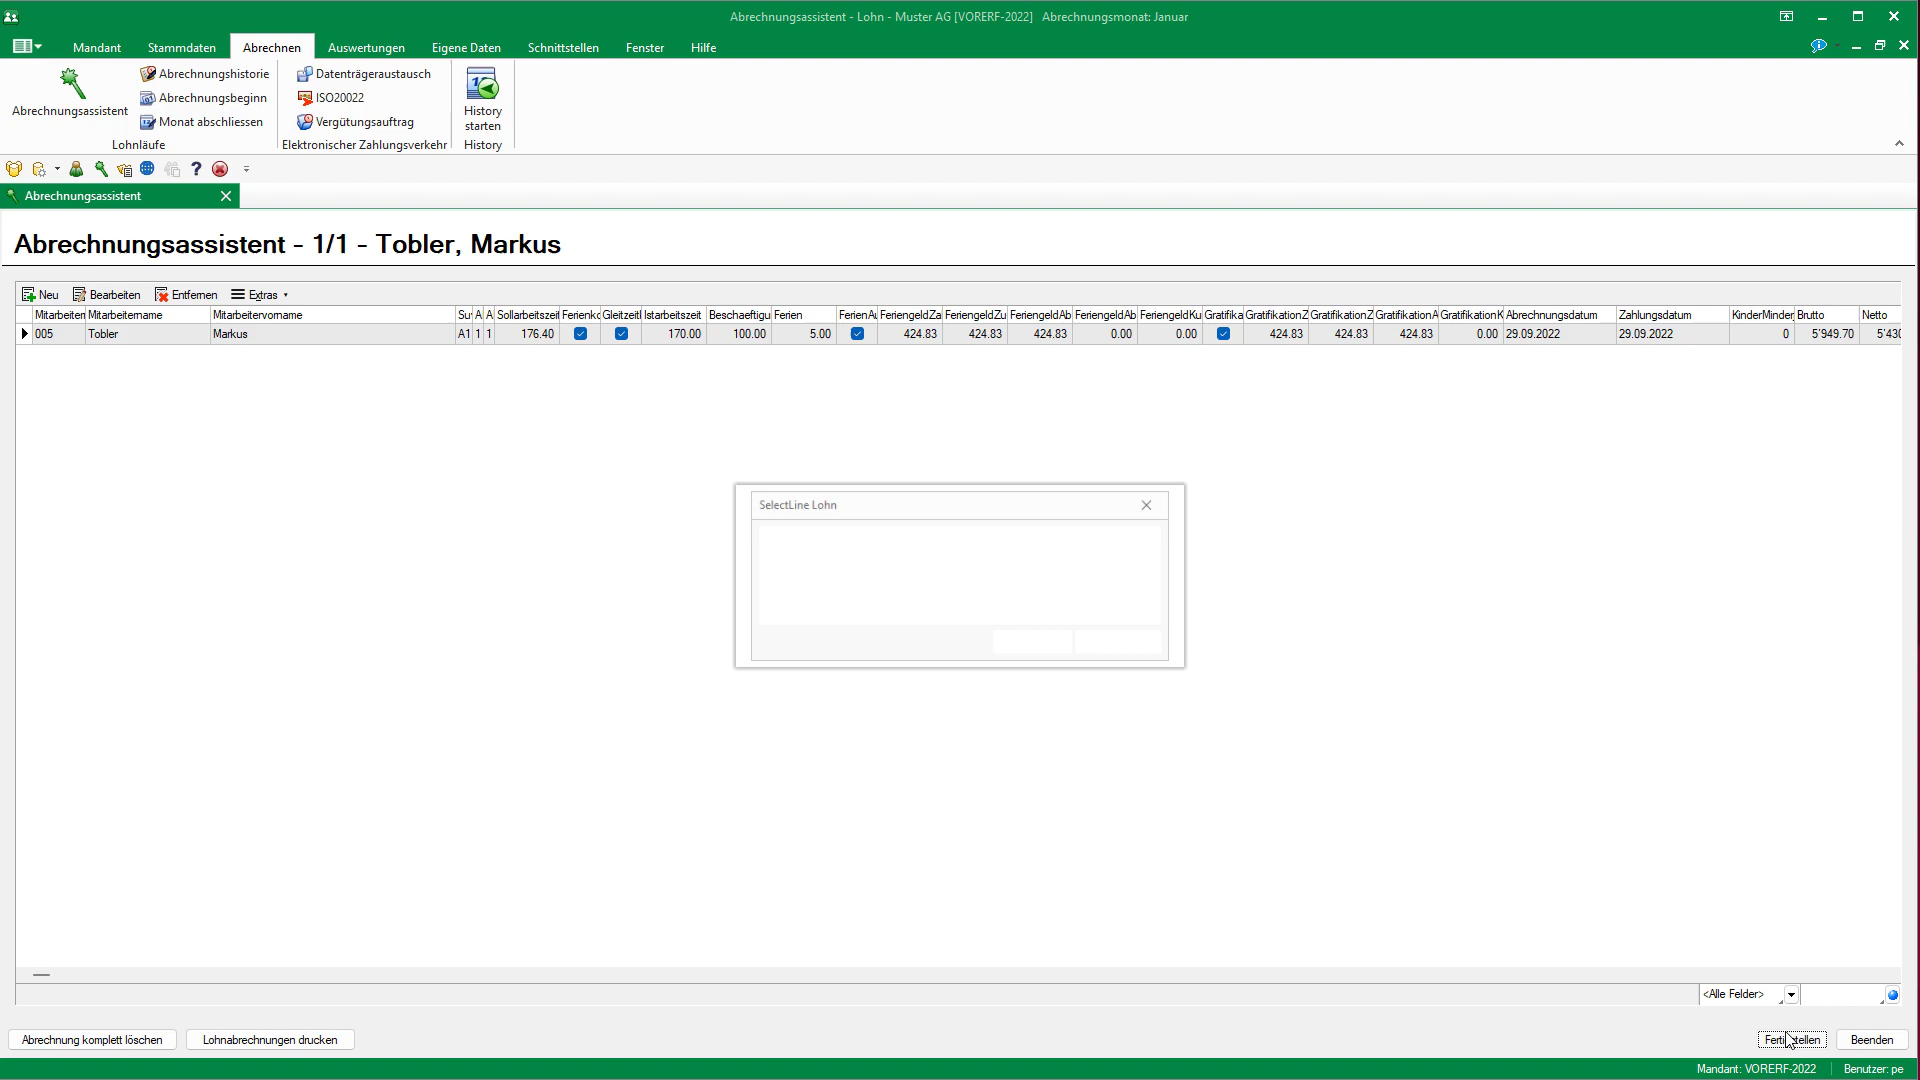 Abrechnungsassistent - Lohn - Muster AG [VORERF-2022]   Abrechnungsmonat: Januar
Mandant Stammdaten Abrechnen Auswertungen Eigene Daten Schnittstellen Fenster Hilfe
Abrechnungsassistent
Abrechnungshistorie
Abrechnungsbeginn
Monat abschliessen
Lohnläufe
Datenträgeraustausch
ISO20022
Vergütungsauftrag
Elektronischer Zahlungsverkehr
History starten
History
Abrechnungsassistent
Abrechnungsassistent - 1/1 - Tobler, Markus
Neu Bearbeiten Entfernen Extras
Mitarbeiten Mitarbeitername Mitarbeitervorname Su A A Sollarbeitszeit Ferienko Gleitzeitl Istarbeitszeit Beschaeftigu Ferien FerienAu FeriengeldZa FeriengeldZu FeriengeldAb FeriengeldAb FeriengeldKu Gratifika GratifikationZ GratifikationZ GratifikationA GratifikationK Abrechnungsdatum Zahlungsdatum KinderMinder Brutto Netto
005 Tobler Markus A1 1 1 176.40 170.00 100.00 5.00 424.83 424.83 424.83 0.00 0.00 424.83 424.83 424.83 0.00 29.09.2022 29.09.2022 0 5'949.70 5'430
SelectLine Lohn
<Alle Felder>
Abrechnung komplett löschen Lohnabrechnungen drucken Beenden
Mandant: VORERF-2022 Benutzer: pe